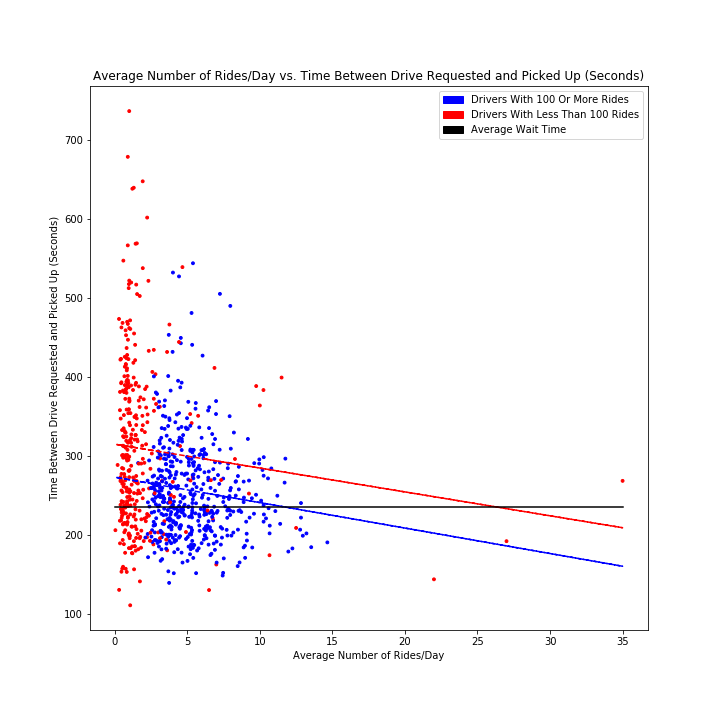 Average Number of Rides/Day vs. Time Between Drive Requested and Picked Up (Seconds)
Drivers With 100 Or More Rides
Drivers With Less Than 100 Rides
Average Wait Time
Time Between Drive Requested and Picked Up (Seconds)
700
600
500
400
300
200
100
0 5 10 15 20 25 30 35
Average Number of Rides/Day